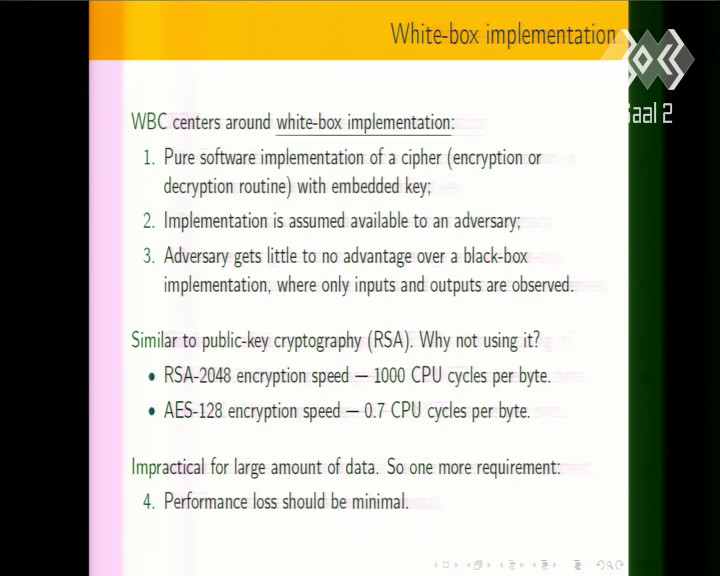 White-box implementation
Saal 2
WBC centers around white-box implementation:
1. Pure software implementation of a cipher (encryption or
decryption routine) with embedded key;
2. Implementation is assumed available to an adversary;
3. Adversary gets little to no advantage over a black-box
implementation, where only inputs and outputs are observed.
Similar to public-key cryptography (RSA). Why not using it?
• RSA-2048 encryption speed — 1000 CPU cycles per byte.
• AES-128 encryption speed — 0.7 CPU cycles per byte.
Impractical for large amount of data. So one more requirement:
4. Performance loss should be minimal.